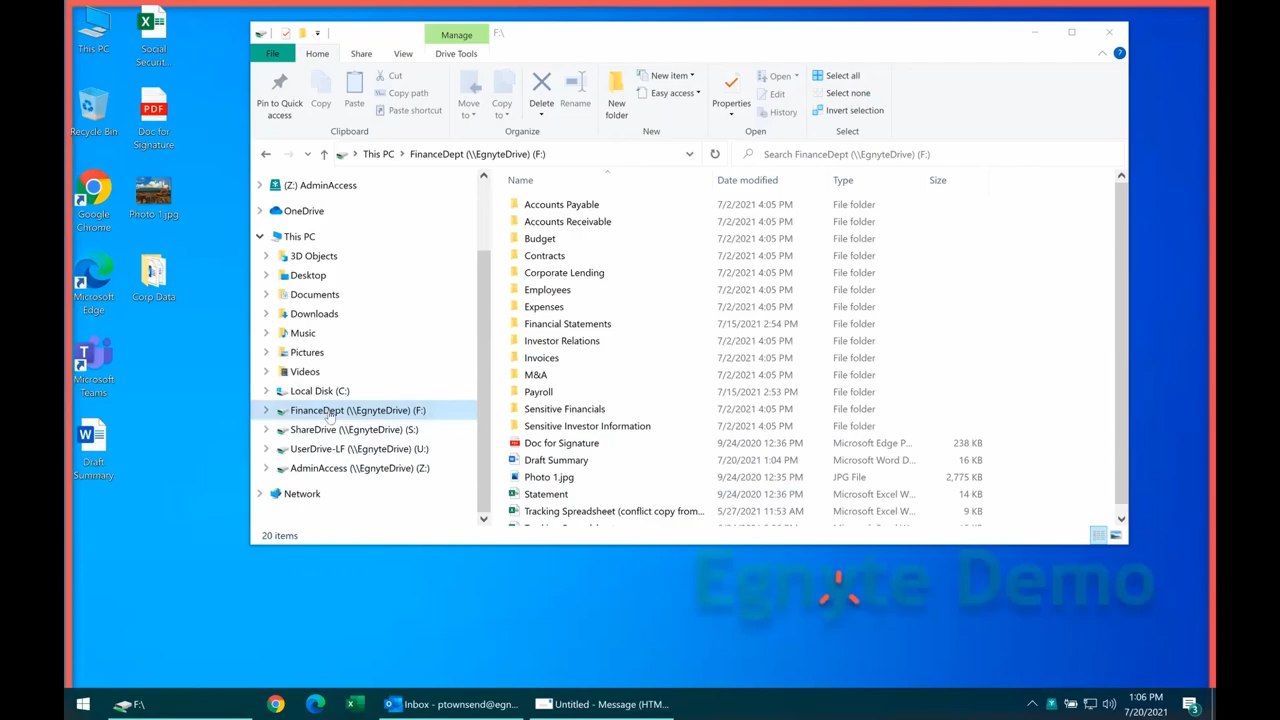 This PC
Social
Securit...
Recycle Bin
Doc for
Signature
Google
Chrome
Photo 1.jpg
Microsoft
Edge
Corp Data
Microsoft
Teams
Draft
Summary
Manage F:\
File Home Share View Drive Tools
Pin to Quick
access
Copy
Paste
Cut
Copy path
Paste shortcut
Clipboard
Move
to
Copy
to
Delete
Rename
Organize
New
folder
New item
Easy access
New
Properties
Open
Edit
History
Open
Select all
Select none
Invert selection
Select
This PC FinanceDept (\\EgnyteDrive) (F:)
Search FinanceDept (\\EgnyteDrive) (F:)
(Z:) AdminAccess
OneDrive
This PC
3D Objects
Desktop
Documents
Downloads
Music
Pictures
Videos
Local Disk (C:)
FinanceDept (\\EgnyteDrive) (F:)
ShareDrive (\\EgnyteDrive) (S:)
UserDrive-LF (\\EgnyteDrive) (U:)
AdminAccess (\\EgnyteDrive) (Z:)
Network
Name Date modified Type Size
Accounts Payable 7/2/2021 4:05 PM File folder
Accounts Receivable 7/2/2021 4:05 PM File folder
Budget 7/2/2021 4:05 PM File folder
Contracts 7/2/2021 4:05 PM File folder
Corporate Lending 7/2/2021 4:05 PM File folder
Employees 7/2/2021 4:05 PM File folder
Expenses 7/2/2021 4:05 PM File folder
Financial Statements 7/15/2021 2:54 PM File folder
Investor Relations 7/2/2021 4:05 PM File folder
Invoices 7/2/2021 4:05 PM File folder
M&A 7/2/2021 4:05 PM File folder
Payroll 7/15/2021 2:53 PM File folder
Sensitive Financials 7/2/2021 4:05 PM File folder
Sensitive Investor Information 7/2/2021 4:05 PM File folder
Doc for Signature 9/24/2020 12:36 PM Microsoft Edge P... 238 KB
Draft Summary 7/20/2021 1:04 PM Microsoft Word D... 16 KB
Photo 1.jpg 9/24/2020 12:35 PM JPG File 2,775 KB
Statement 9/24/2020 12:36 PM Microsoft Excel W... 14 KB
Tracking Spreadsheet (conflict copy from... 5/27/2021 11:53 AM Microsoft Excel W... 9 KB
20 items
Egnyte Demo
F:\
Inbox - ptownsend@egn...
Untitled - Message (HTM...
1:06 PM
7/20/2021
3